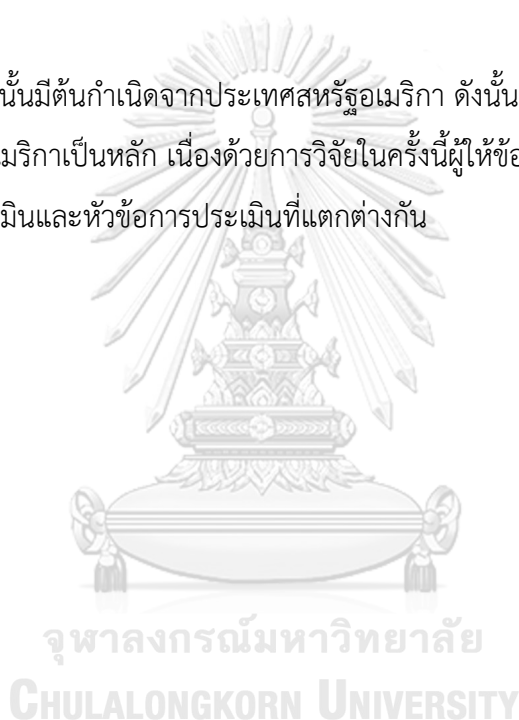 นั้นมีต้นกำเนิดจากประเทศสหรัฐอเมริกา ดังนั้น
มริกาเป็นหลัก เนื่องด้วยการวิจัยในครั้งนี้ผู้ให้ข้อ
มินและหัวข้อการประเมินที่แตกต่างกัน
จุฬาลงกรณ์มหาวิทยาลัย
CHULALONGKORN UNIVERSITY